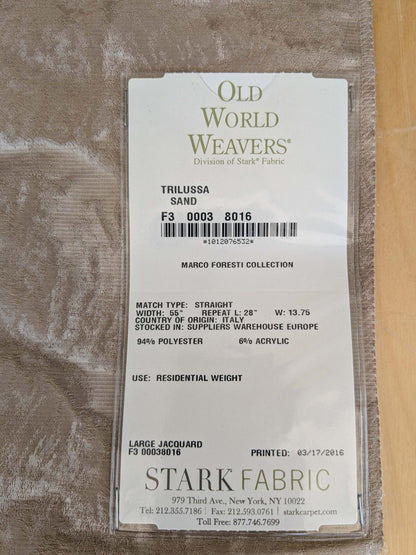 OLD
WORLD
WEAVERS®
Division of Stark® Fabric
TRILUSSA
SAND
F3 0003 8016
*1012076532*
MARCO FORESTI COLLECTION
MATCH TYPE: STRAIGHT
WIDTH: 55" REPEAT L: 28" W: 13.75
COUNTRY OF ORIGIN: ITALY
STOCKED IN: SUPPLIERS WAREHOUSE EUROPE
94% POLYESTER 6% ACRYLIC
USE: RESIDENTIAL WEIGHT
LARGE JACQUARD
F3 00038016 PRINTED: 03/17/2016
STARK FABRIC
979 Third Ave., New York, NY 10022
Tel: 212.355.7186 | Fax: 212.593.0761 | starkcarpet.com
Toll Free: 877.746.7699